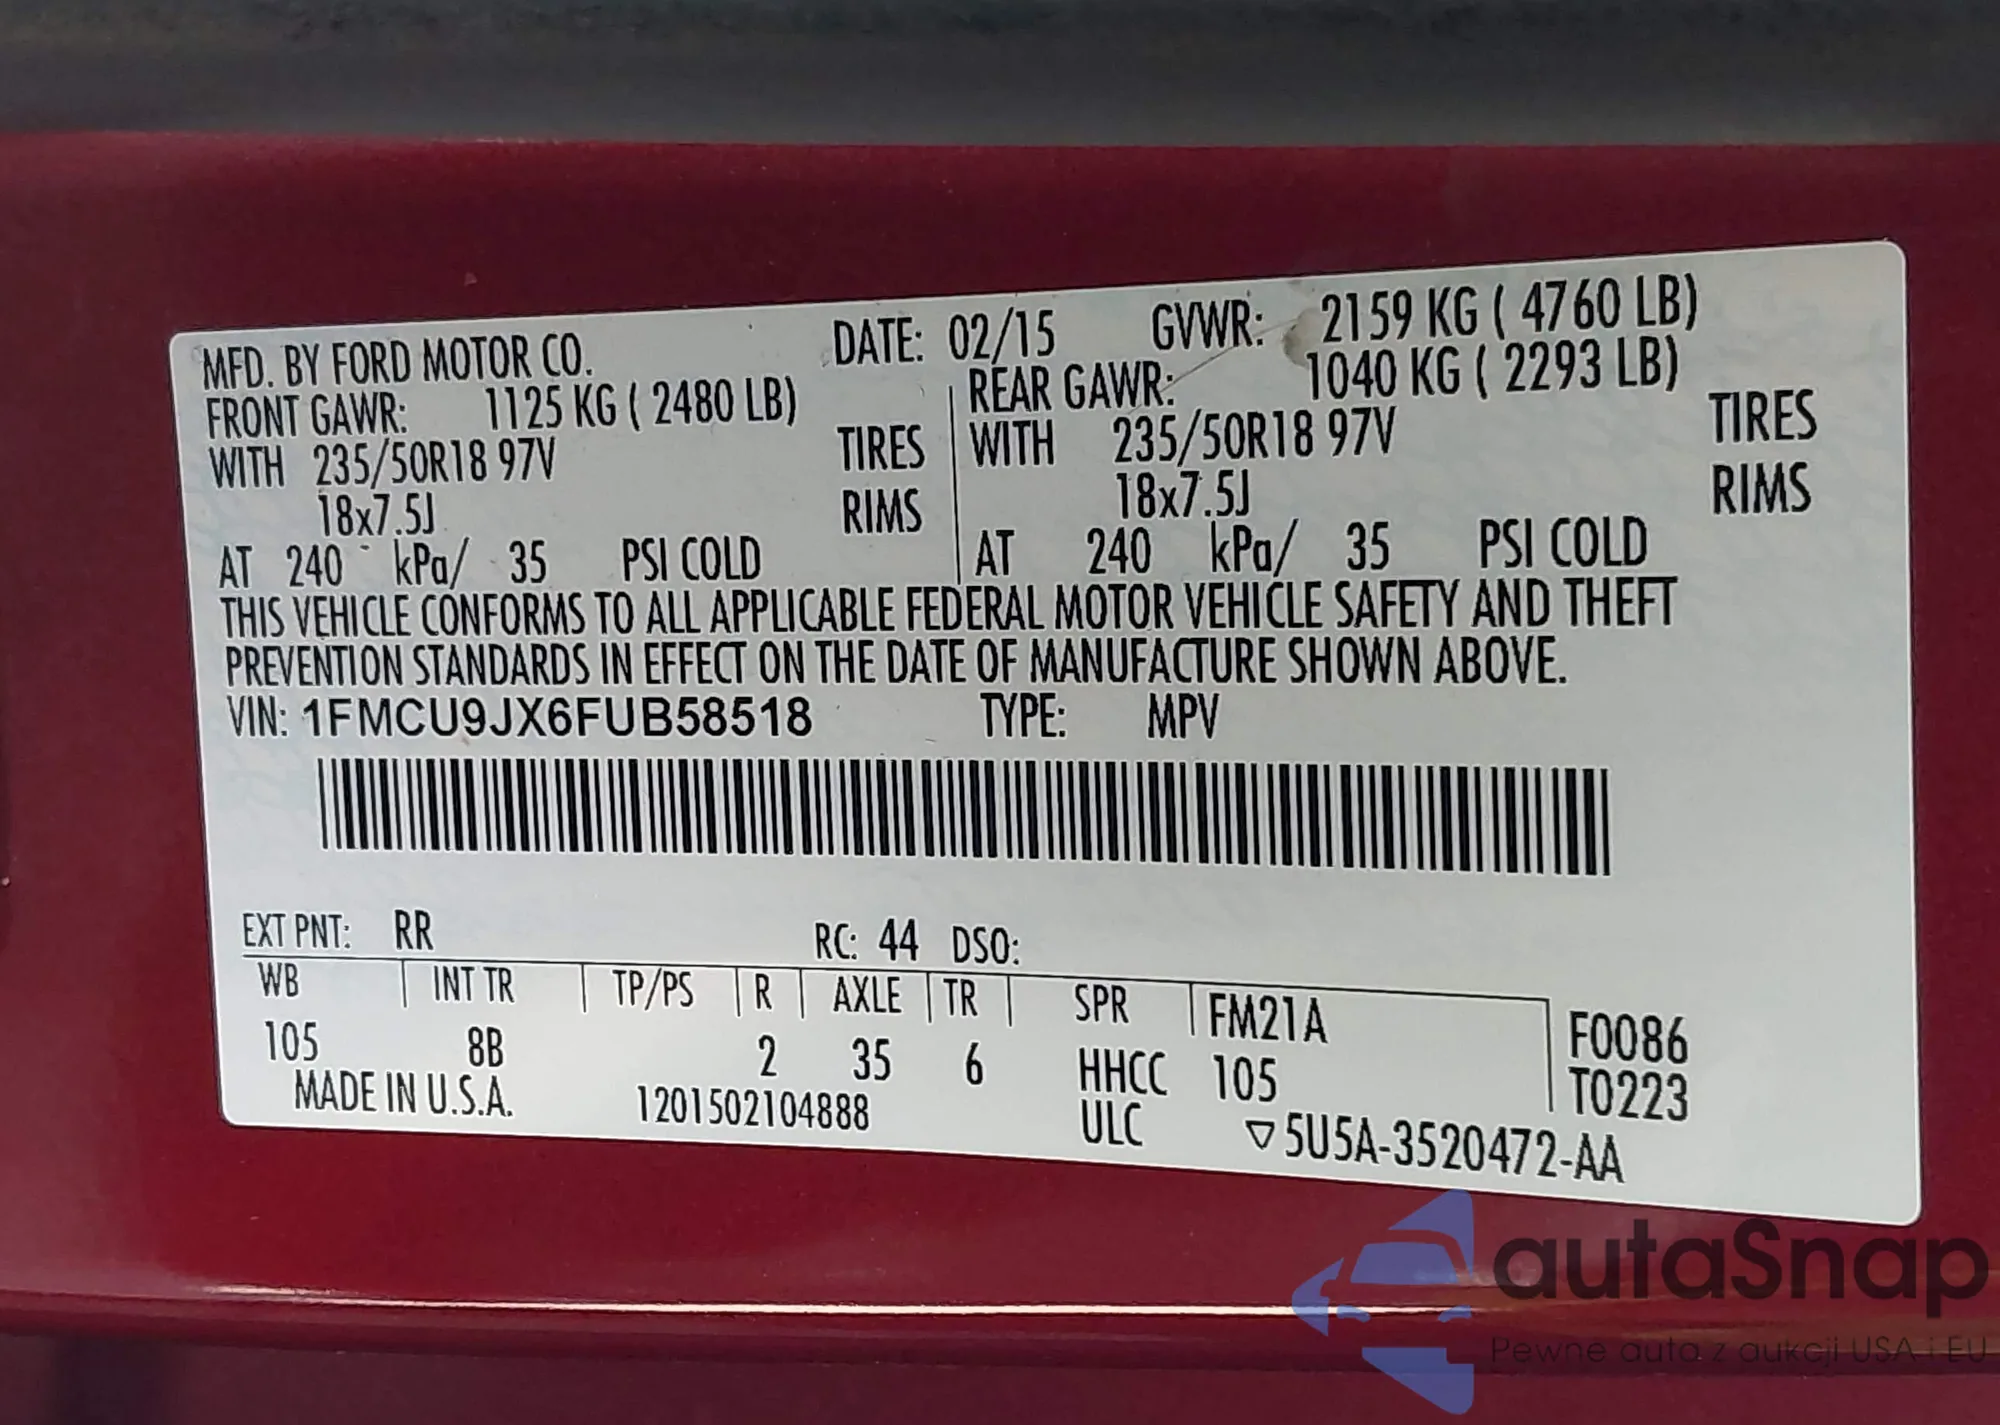 MFD. BY FORD MOTOR CO. DATE: 02/15 GVWR: 2159 KG ( 4760 LB)
FRONT GAWR: 1125 KG ( 2480 LB) REAR GAWR: 1040 KG ( 2293 LB)
WITH 235/50R18 97V TIRES WITH 235/50R18 97V TIRES
18x7.5J RIMS 18x7.5J RIMS
AT 240 kPa/ 35 PSI COLD AT 240 kPa/ 35 PSI COLD
THIS VEHICLE CONFORMS TO ALL APPLICABLE FEDERAL MOTOR VEHICLE SAFETY AND THEFT
PREVENTION STANDARDS IN EFFECT ON THE DATE OF MANUFACTURE SHOWN ABOVE.
VIN: 1FMCU9JX6FUB58518 TYPE: MPV
EXT PNT: RR RC: 44 DSO:
WB INT TR TP/PS R AXLE TR SPR FM21A F0086
105 8B 2 35 6 HHCC 105 T0223
MADE IN U.S.A. 1201502104888 ULC ▽5U5A-3520472-AA
autaSnap
Pewne auta z aukcji USA i EU